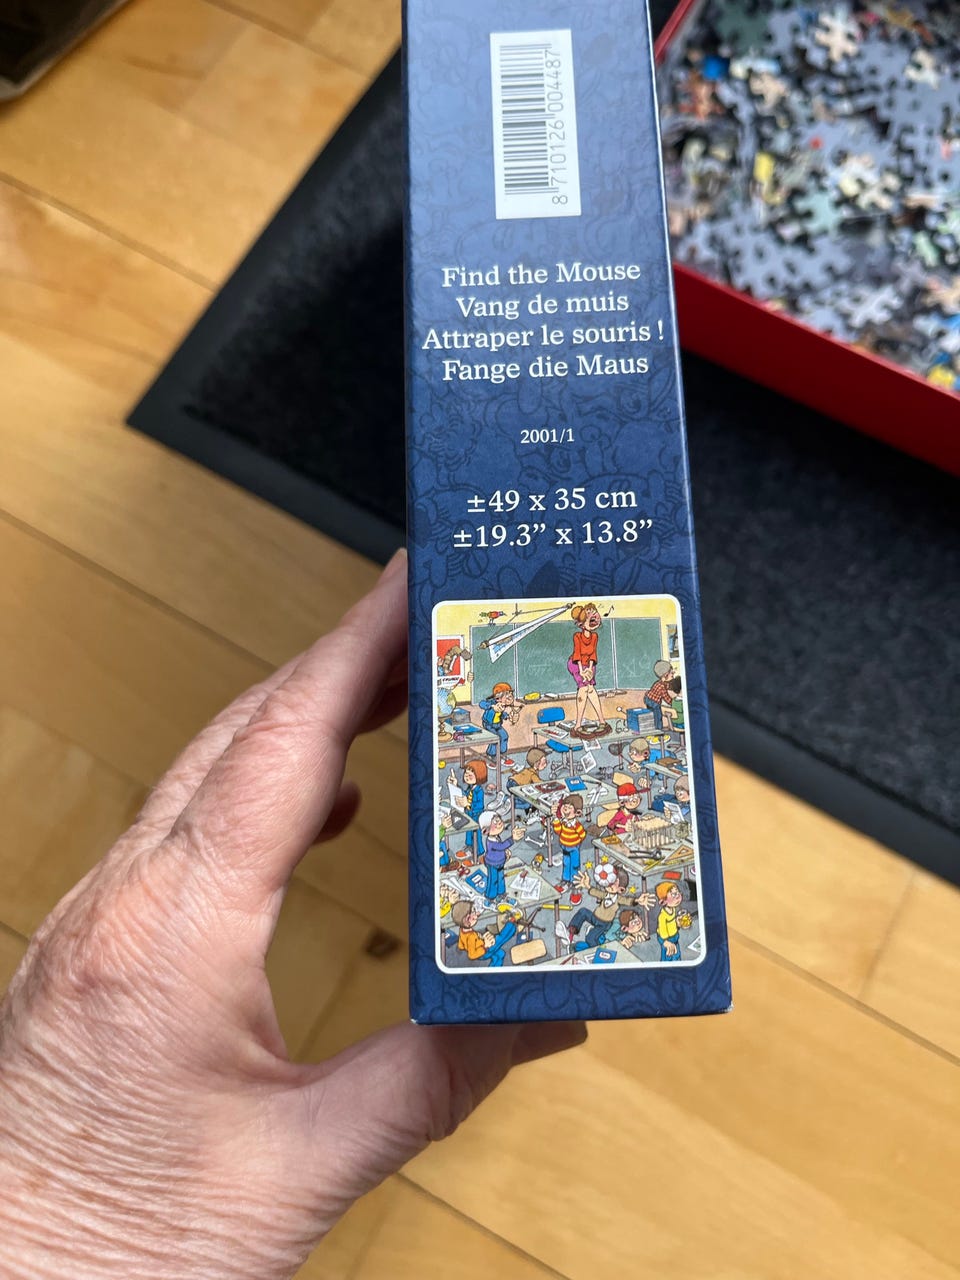 8 710126 004487
Find the Mouse
Vang de muis
Attraper le souris !
Fange die Maus
2001/1
±49 x 35 cm
±19.3” x 13.8”